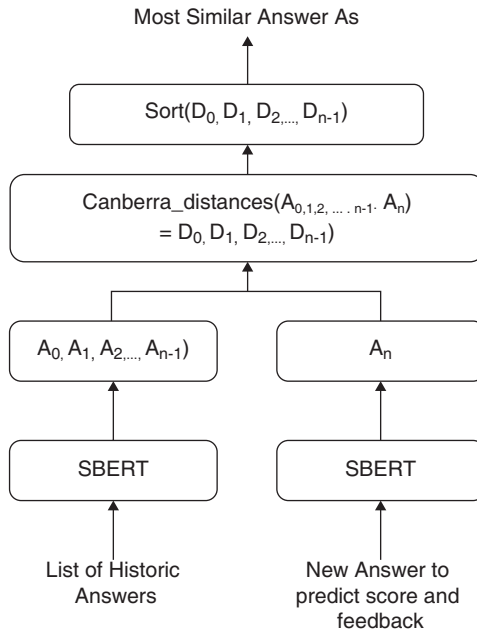 Most Similar Answer As
Sort(D0, D1, D2,..., Dn-1)
Canberra_distances(A0,1,2, ... . n-1. An)
= D0, D1, D2,..., Dn-1)
A0, A1, A2,..., An-1)
An
SBERT
SBERT
List of Historic
Answers
New Answer to
predict score and
feedback